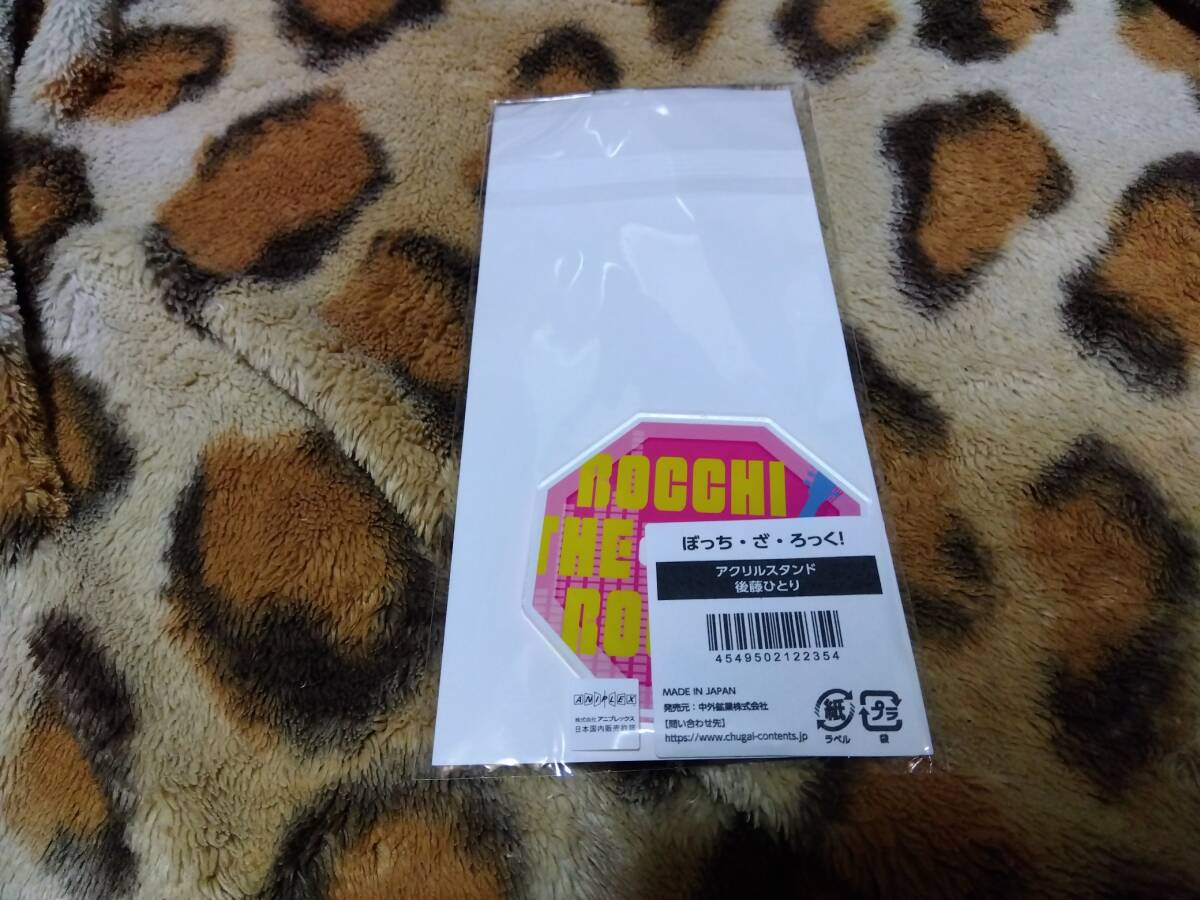 ROCCHI
THE
RO
ぼっち・ざ・ろっく!
アクリルスタンド
後藤ひとり
4549502122354
MADE IN JAPAN
発売元:中外鉱業株式会社
【問い合わせ先】
https://www.chugai-contents.jp
紙
ラベル
プラ
袋
ANIPLEX
株式会社アニプレックス
日本国内販売許諾